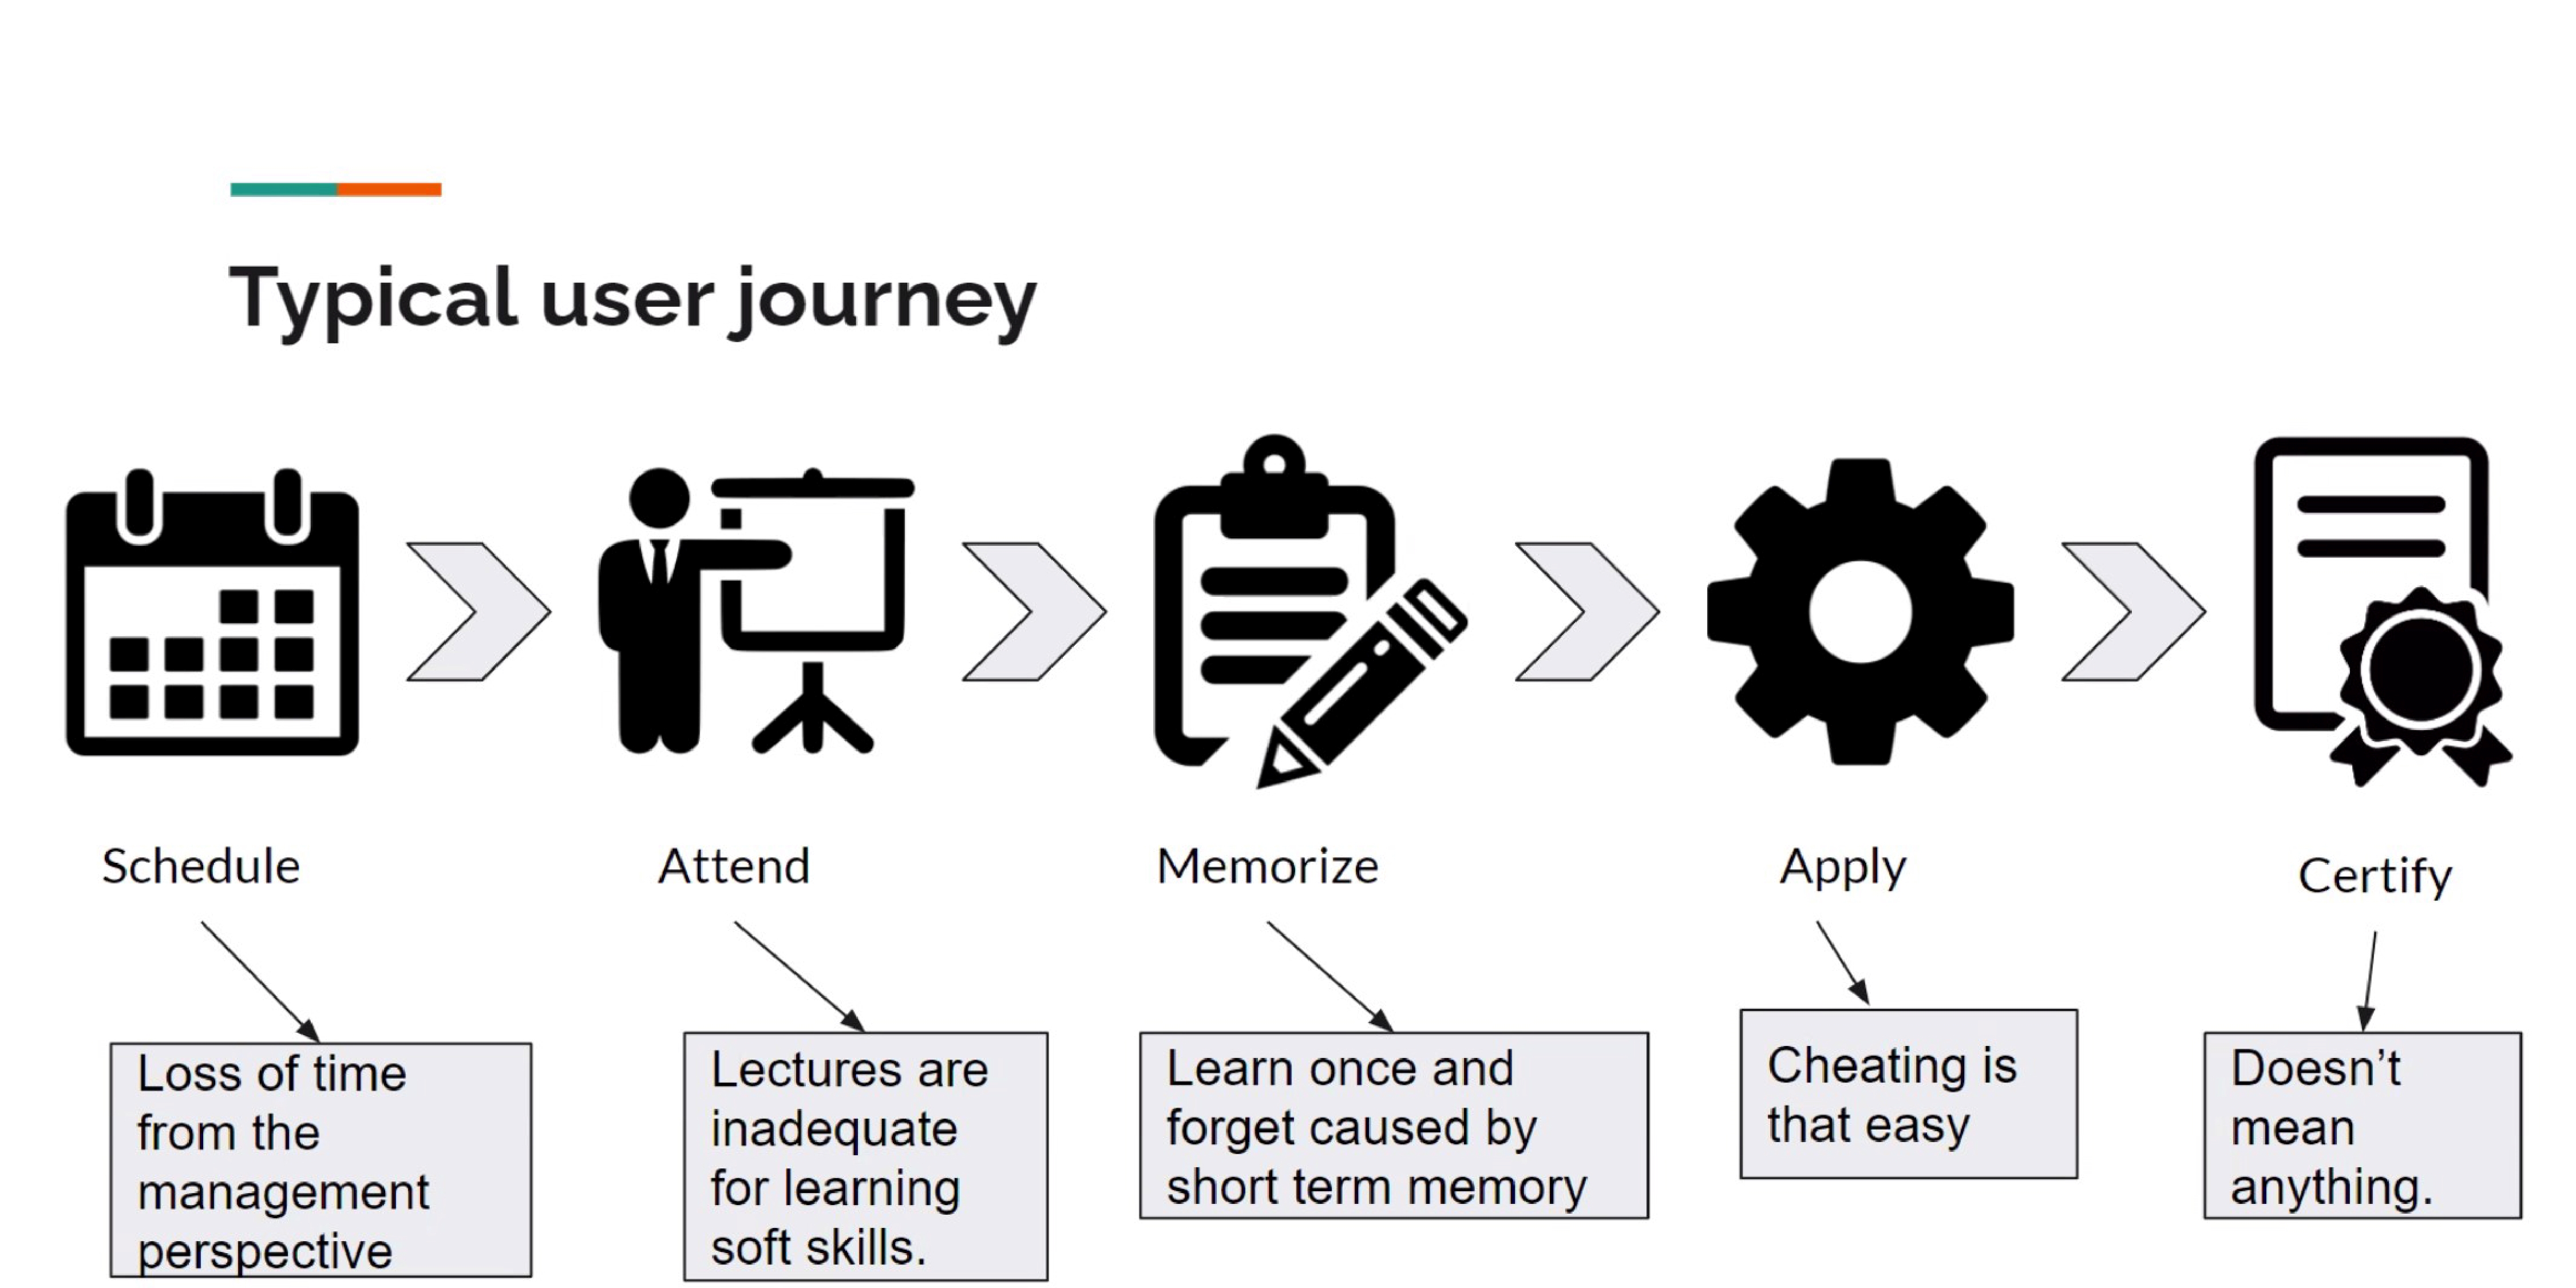 Typical user journey
Schedule
Attend
Memorize
Apply
Certify
Loss of time
from the
management
perspective
Lectures are
inadequate
for learning
soft skills.
Learn once and
forget caused by
short term memory
Cheating is
that easy
Doesn’t
mean
anything.